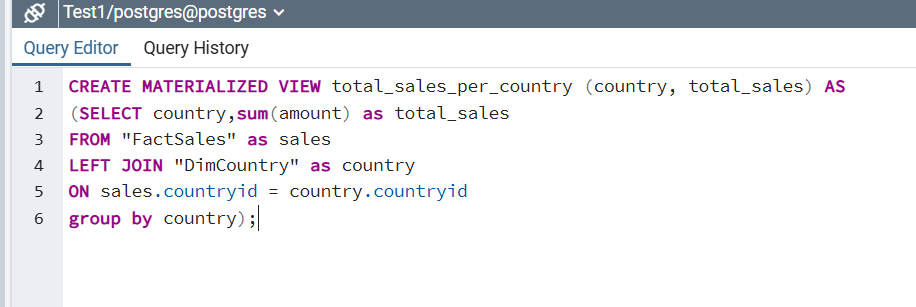 Test1/postgres@postgres
Query Editor Query History
1 CREATE MATERIALIZED VIEW total_sales_per_country (country, total_sales) AS
2 (SELECT country,sum(amount) as total_sales
3 FROM "FactSales" as sales
4 LEFT JOIN "DimCountry" as country
5 ON sales.countryid = country.countryid
6 group by country);